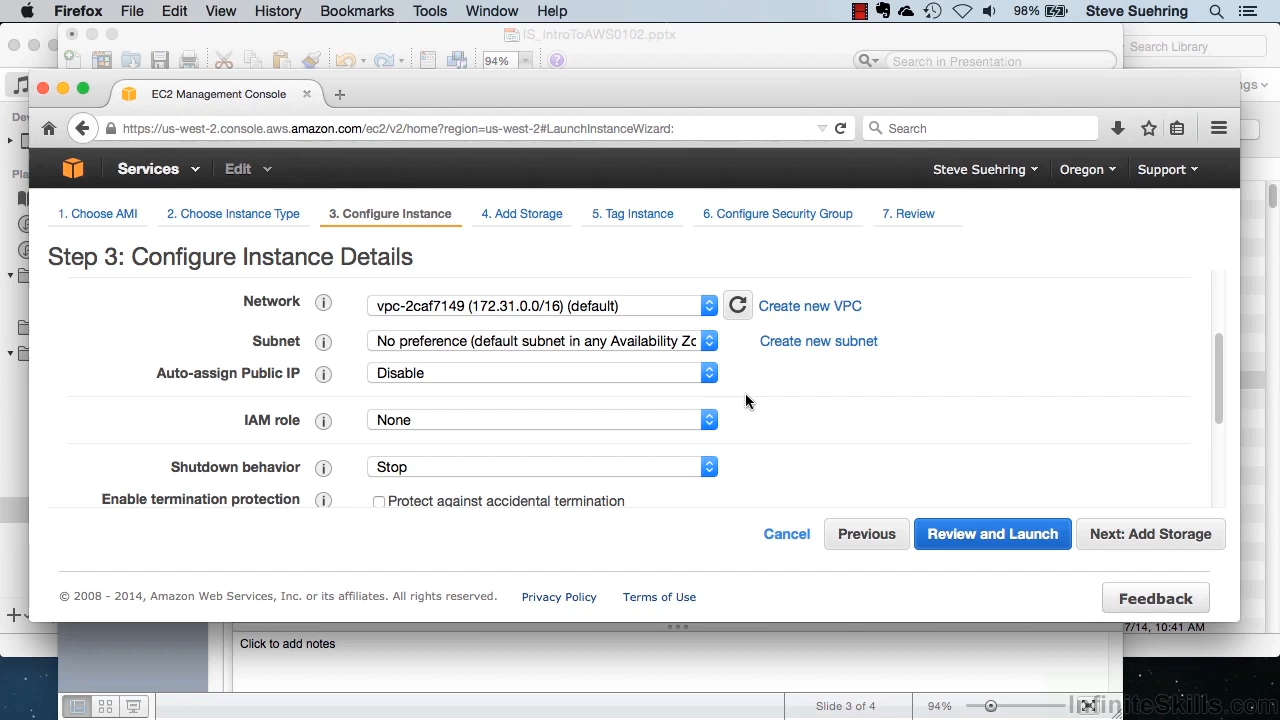 Firefox File Edit View History Bookmarks Tools Window Help 98% Steve Suehring
IS_IntroToAWS0102.pptx
94% Search in Presentation
Search Library
EC2 Management Console
https://us-west-2.console.aws.amazon.com/ec2/v2/home?region=us-west-2#LaunchInstanceWizard:
Search
Services Edit Steve Suehring Oregon Support
1. Choose AMI 2. Choose Instance Type 3. Configure Instance 4. Add Storage 5. Tag Instance 6. Configure Security Group 7. Review
Step 3: Configure Instance Details
Network vpc-2caf7149 (172.31.0.0/16) (default) Create new VPC
Subnet No preference (default subnet in any Availability Zo Create new subnet
Auto-assign Public IP Disable
IAM role None
Shutdown behavior Stop
Enable termination protection Protect against accidental termination
Cancel Previous Review and Launch Next: Add Storage
© 2008 - 2014, Amazon Web Services, Inc. or its affiliates. All rights reserved. Privacy Policy Terms of Use
Feedback
7/14, 10:41 AM
Click to add notes
Slide 3 of 4 94%
InfiniteSkills.com